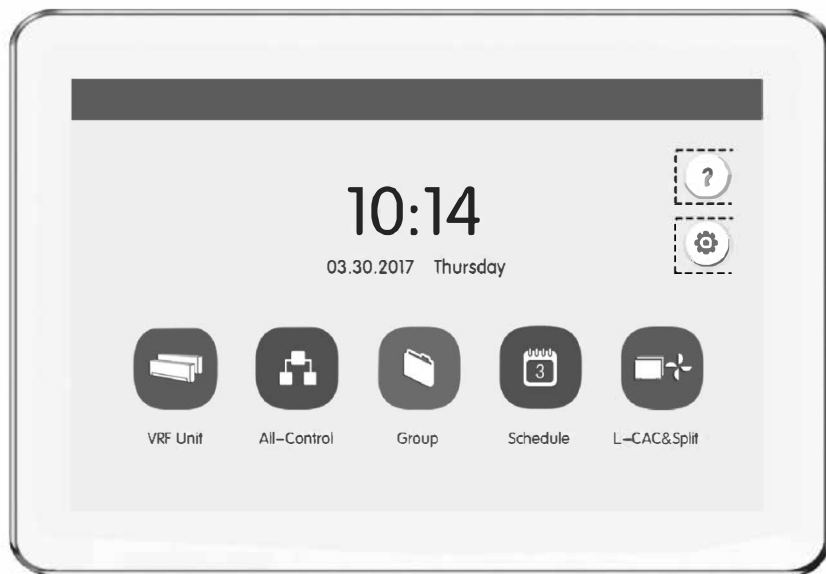 10:14
?
03.30.2017 Thursday
3
VRF Unit
All-Control
Group
Schedule
L-CAC&Split